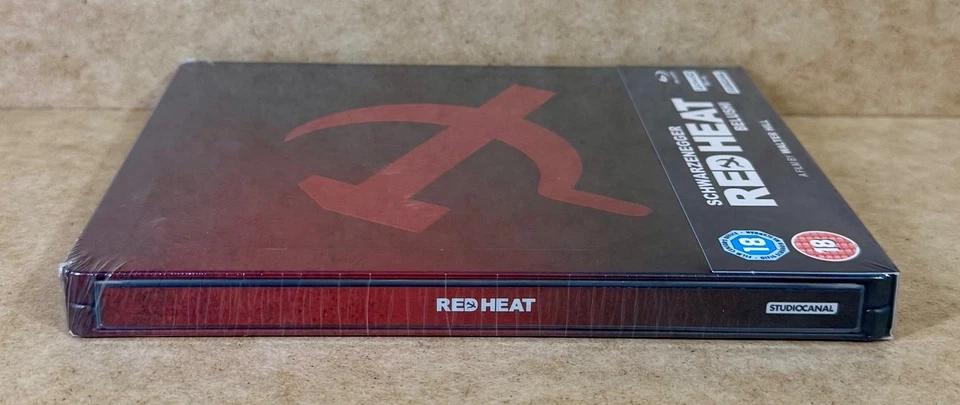 SCHWARZENEGGER
RED HEAT
BELUSHI
A FILM BY WALTER HILL
18
18
RED HEAT
STUDIOCANAL